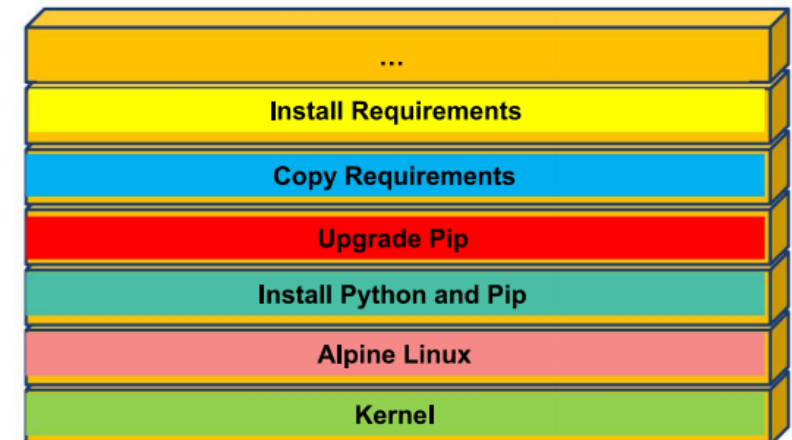 ...
Install Requirements
Copy Requirements
Upgrade Pip
Install Python and Pip
Alpine Linux
Kernel